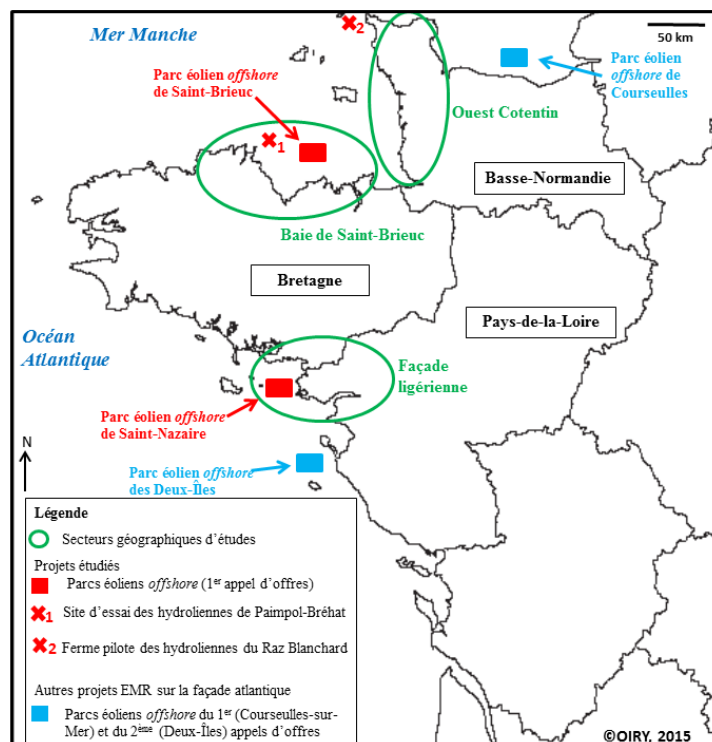 Mer Manche
2
50 km
Parc éolien
offshore de
Courseulles
Parc éolien offshore
de Saint-Brieuc
Ouest Cotentin
1
Basse-Normandie
Baie de Saint-Brieuc
Bretagne
Pays-de-la-Loire
Océan
Atlantique
Façade
ligérienne
Parc éolien offshore
de Saint-Nazaire
N
Parc éolien offshore
des Deux-Îles
Légende
Secteurs géographiques d'études
Projets étudiés
Parcs éoliens offshore (1er appel d'offres)
1 Site d'essai des hydroliennes de Paimpol-Bréhat
2 Ferme pilote des hydroliennes du Raz Blanchard
Autres projets EMR sur la façade atlantique
Parcs éoliens offshore du 1er (Courseulles-sur-
Mer) et du 2ème (Deux-Îles) appels d'offres
©OIRY, 2015